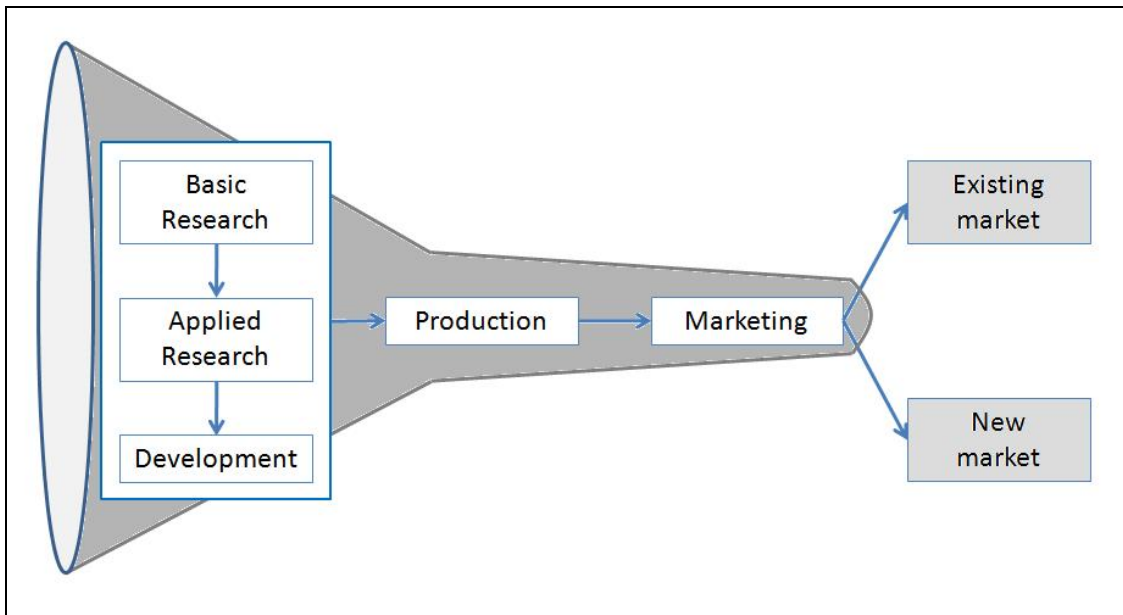 Basic
Research
Applied
Research
Development
Production
Marketing
Existing
market
New
market